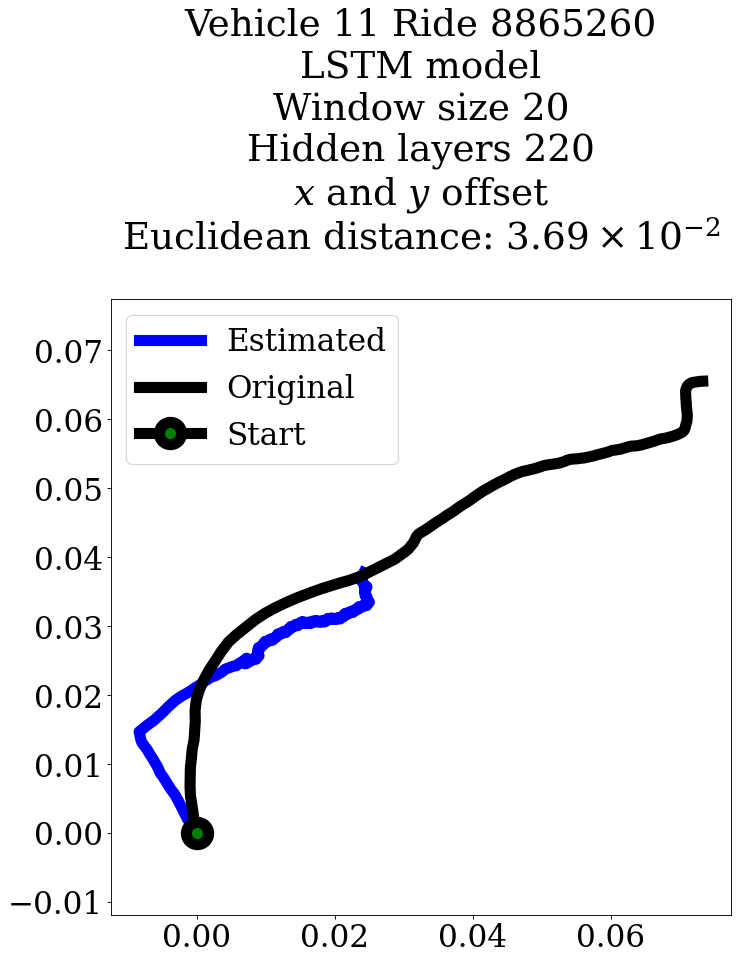 Vehicle 11 Ride 8865260
LSTM model
Window size 20
Hidden layers 220
x and y offset
Euclidean distance: 3.69 × 10⁻²
Estimated
Original
Start
0.07
0.06
0.05
0.04
0.03
0.02
0.01
0.00
−0.01
0.00 0.02 0.04 0.06